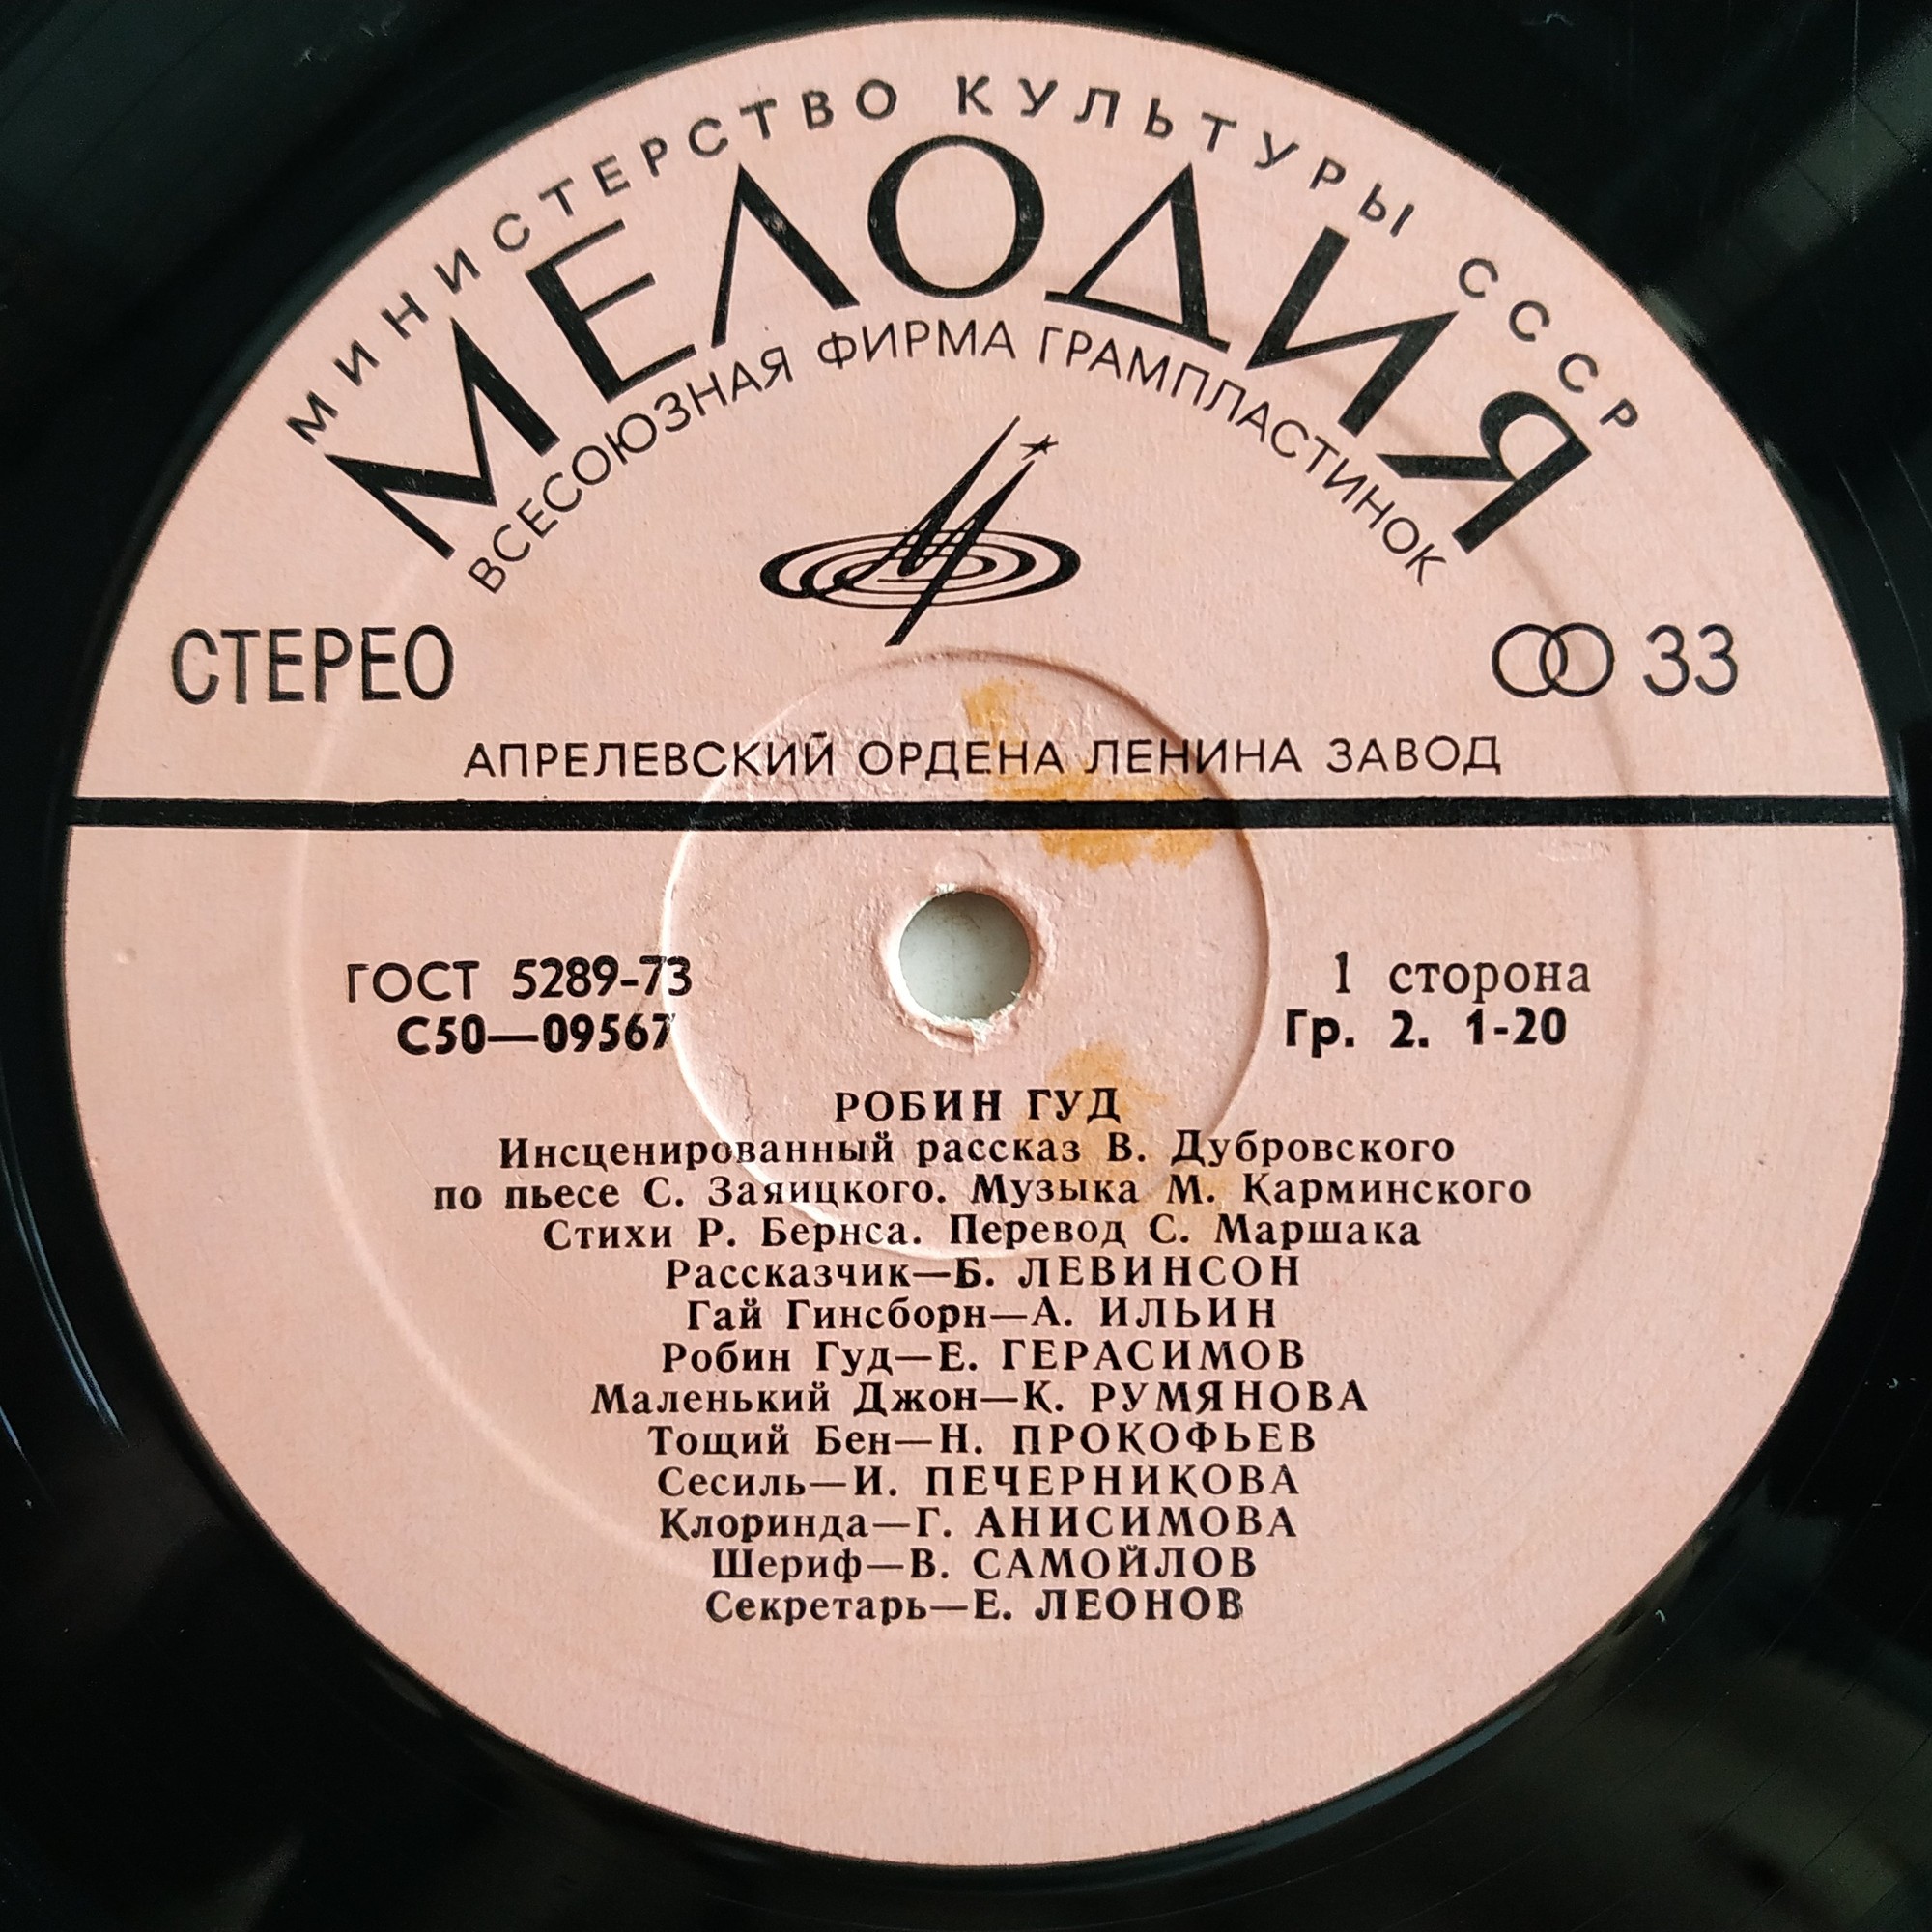 МИНИСТЕРСТВО КУЛЬТУРЫ СССР
МЕЛОДИЯ
ВСЕСОЮЗНАЯ ФИРМА ГРАМПЛАСТИНОК
СТЕРЕО
33
АПРЕЛЕВСКИЙ ОРДЕНА ЛЕНИНА ЗАВОД
ГОСТ 5289-73
1 сторона
С50—09567
Гр. 2. 1-20
РОБИН ГУД
Инсценированный рассказ В. Дубровского
по пьесе С. Заяицкого. Музыка М. Карминского
Стихи Р. Бернса. Перевод С. Маршака
Рассказчик—Б. ЛЕВИНСОН
Гай Гинсборн—А. ИЛЬИН
Робин Гуд—Е. ГЕРАСИМОВ
Маленький Джон—К. РУМЯНОВА
Тощий Бен—Н. ПРОКОФЬЕВ
Сесиль—И. ПЕЧЕРНИКОВА
Клоринда—Г. АНИСИМОВА
Шериф—В. САМОЙЛОВ
Секретарь—Е. ЛЕОНОВ